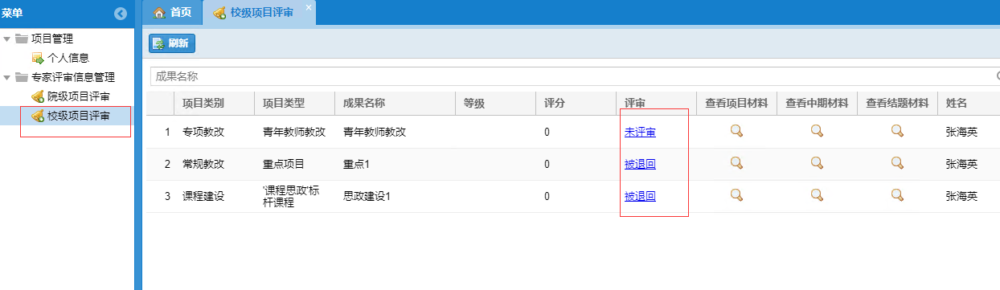 菜单
首页
校级项目评审
项目管理
个人信息
专家评审信息管理
院级项目评审
校级项目评审
刷新
成果名称
项目类别 项目类型 成果名称 等级 评分 评审 查看项目材料 查看中期材料 查看结题材料 姓名
1 专项教改 青年教师教改 青年教师教改 0 未评审 张海英
2 常规教改 重点项目 重点1 0 被退回 张海英
3 课程建设 '课程思政'标 思政建设1 0 被退回 张海英
杆课程